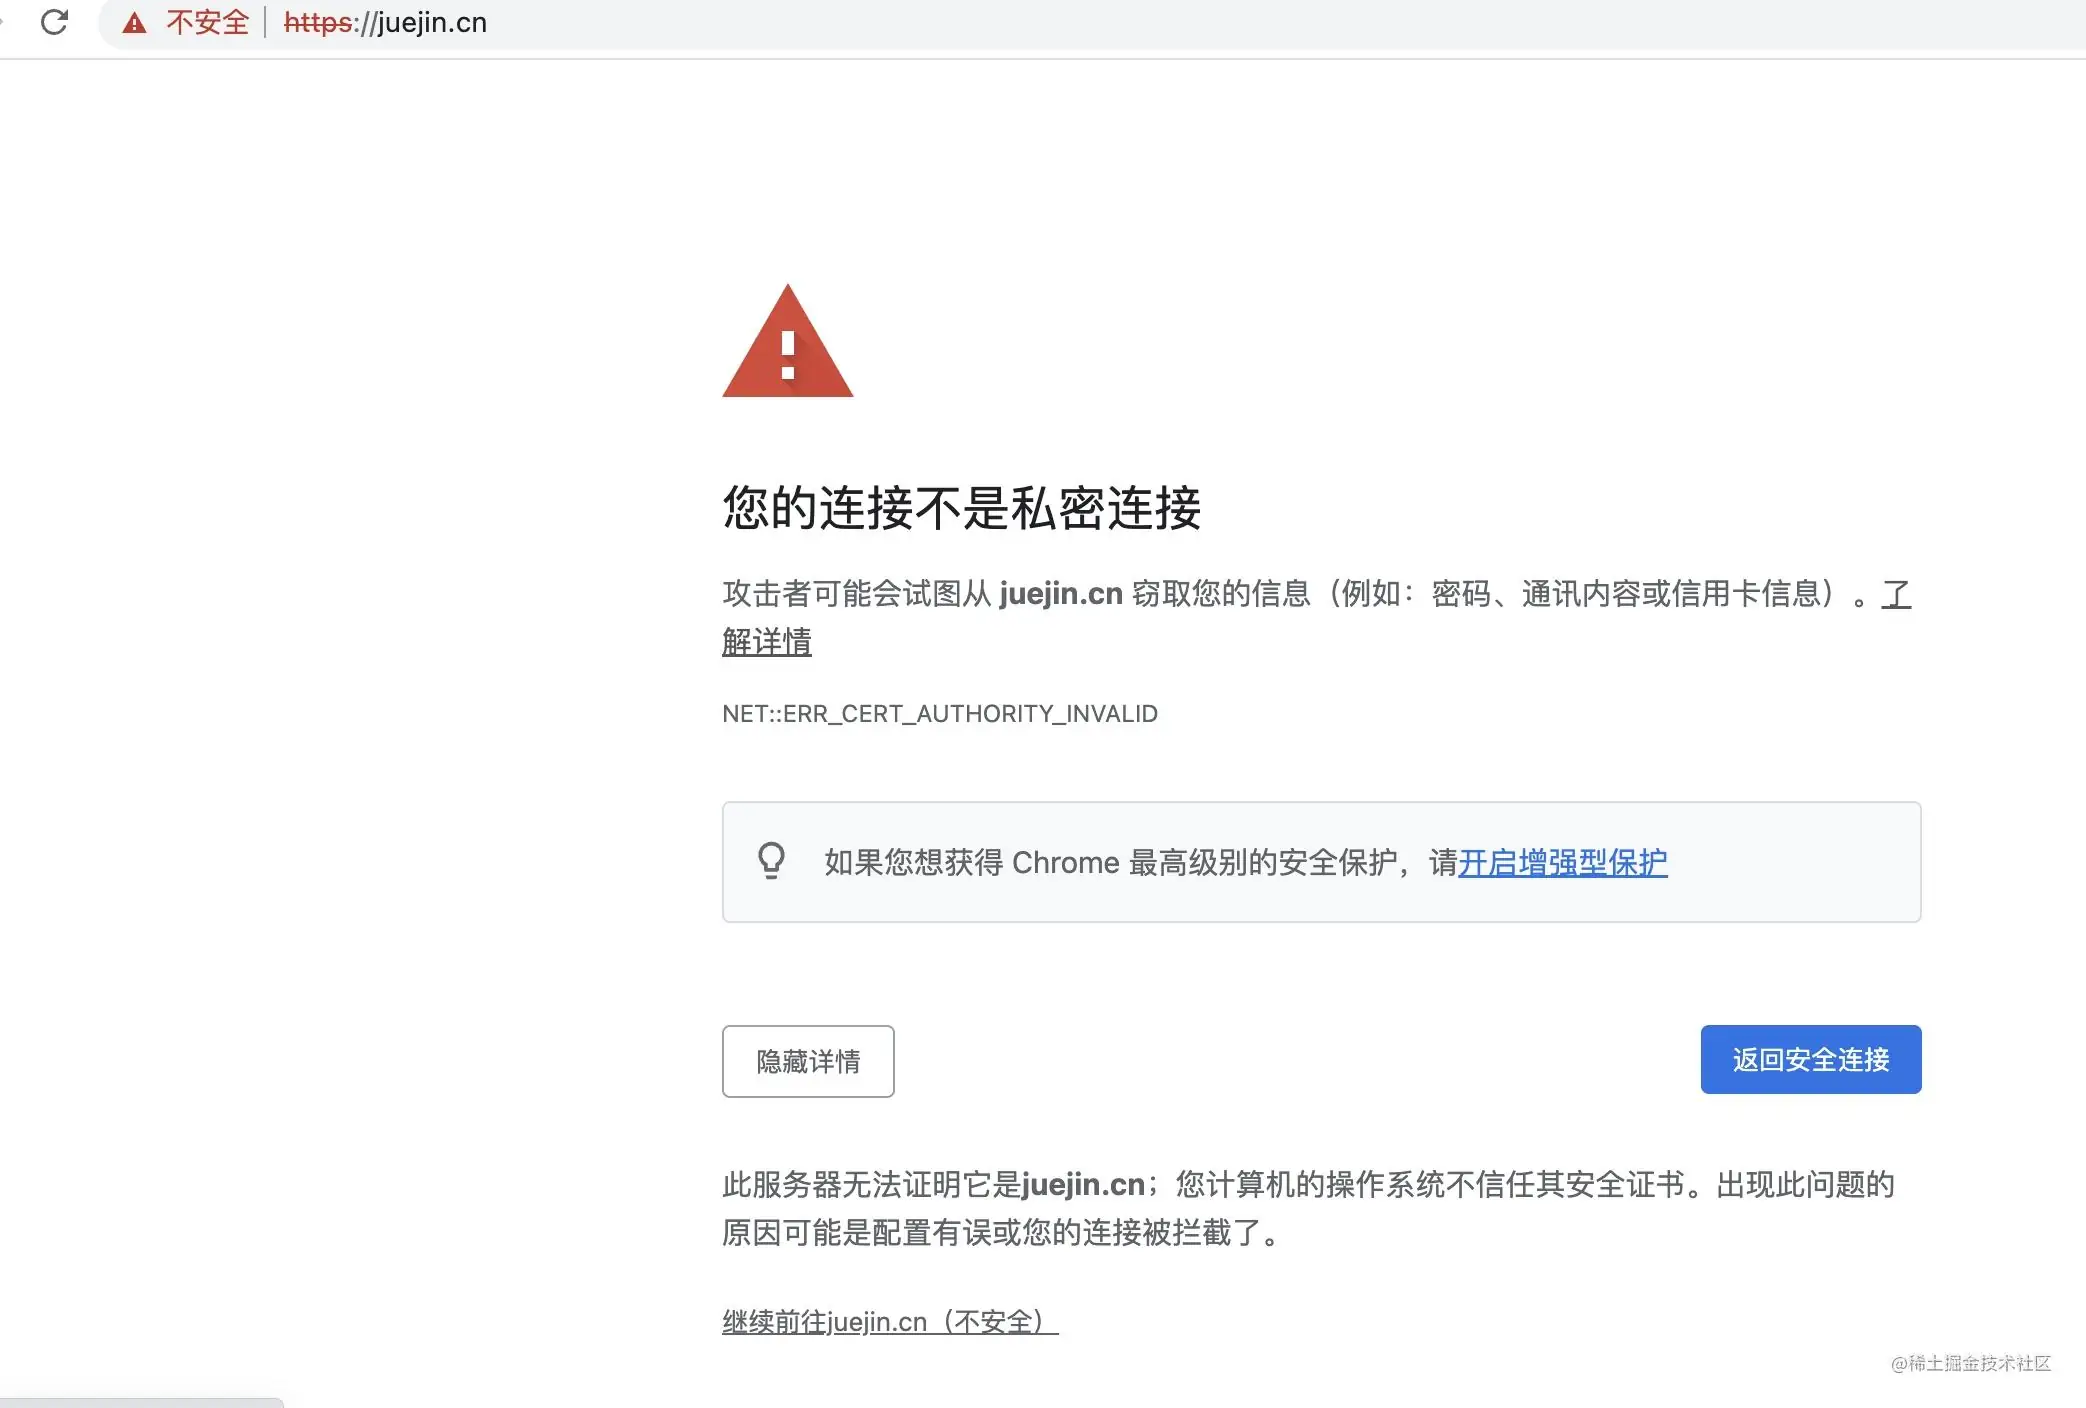 不安全 https://juejin.cn
您的连接不是私密连接
攻击者可能会试图从 juejin.cn 窃取您的信息（例如：密码、通讯内容或信用卡信息）。了
解详情
NET::ERR_CERT_AUTHORITY_INVALID
如果您想获得 Chrome 最高级别的安全保护，请开启增强型保护
隐藏详情
返回安全连接
此服务器无法证明它是juejin.cn；您计算机的操作系统不信任其安全证书。出现此问题的
原因可能是配置有误或您的连接被拦截了。
继续前往juejin.cn（不安全）
@稀土掘金技术社区